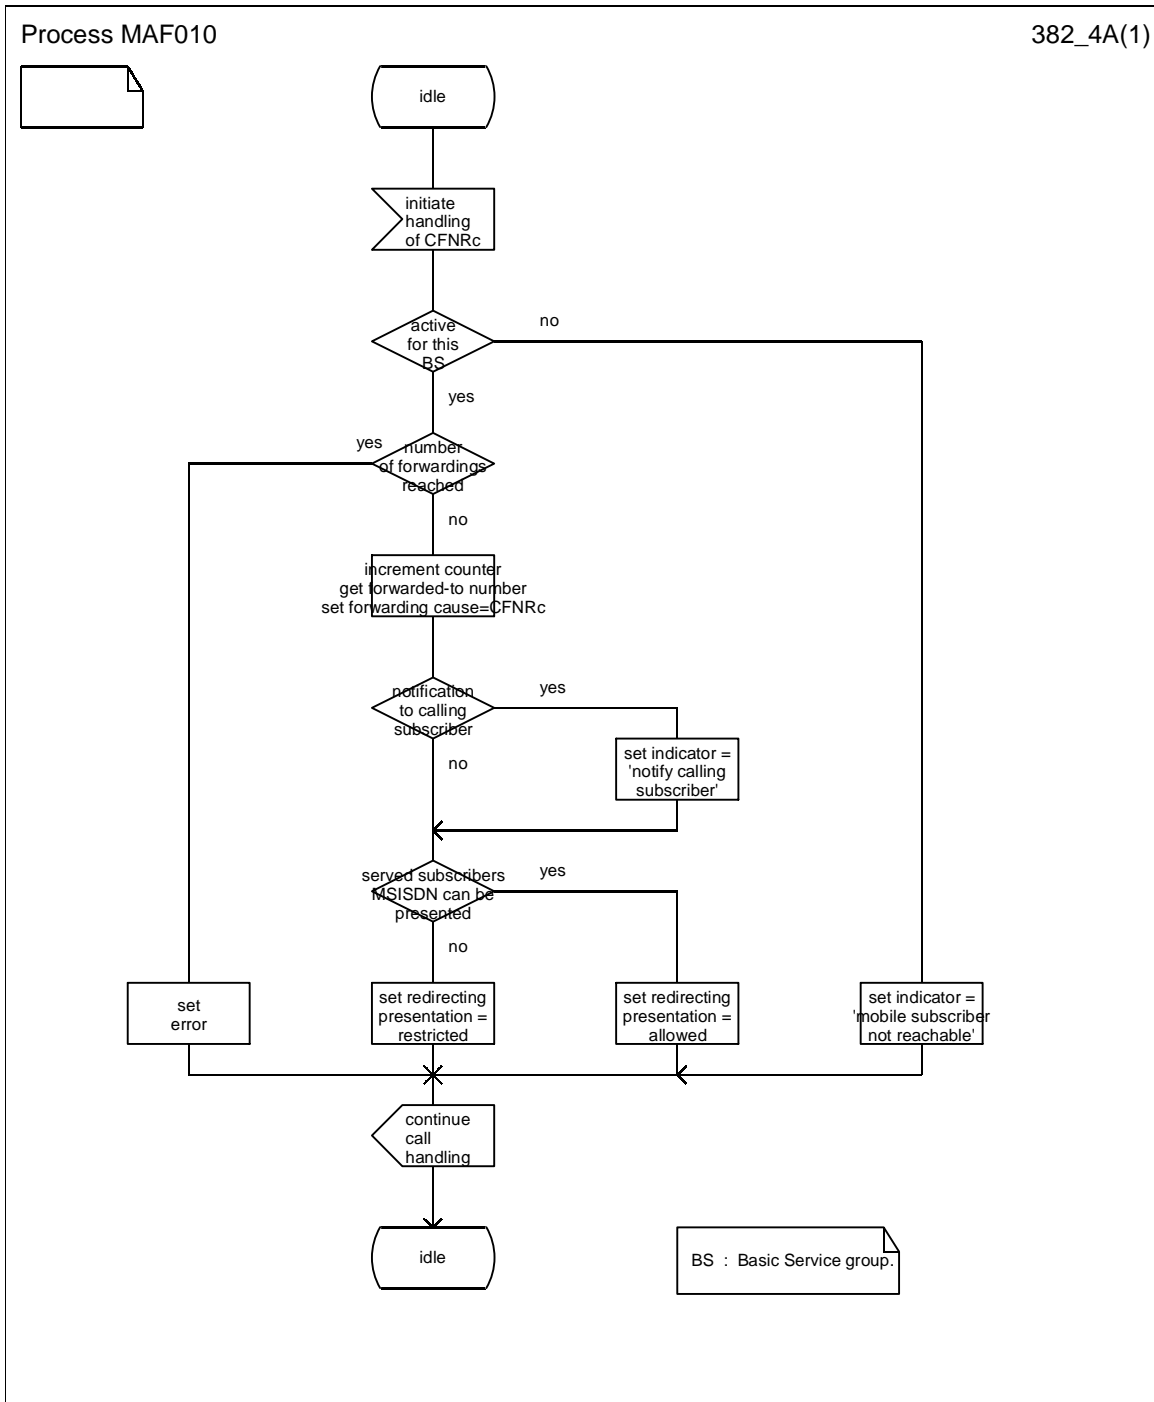 Process MAF010
382_4A(1)
idle
initiate
handling
of CFNRc
active
for this
BS
no
yes
yes
number
of forwardings
reached
no
increment counter
get forwarded-to number
set forwarding cause=CFNRc
notification
to calling
subscriber
yes
no
set indicator =
'notify calling
subscriber'
served subscribers
MSISDN can be
presented
yes
no
set
error
set redirecting
presentation =
restricted
set redirecting
presentation =
allowed
set indicator =
'mobile subscriber
not reachable'
continue
call
handling
idle
BS : Basic Service group.